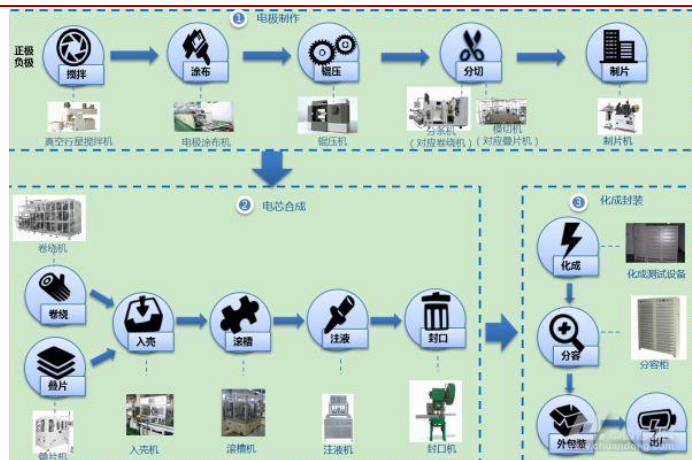 ① 电极制作
正极
负极
搅拌
涂布
辊压
分切
制片
真空行星搅拌机
电极涂布机
辊压机
分条机
(对应卷绕机)
模切机
(对应叠片机)
制片机
② 电芯合成
卷绕机
卷绕
叠片
叠片机
入壳
滚槽
注液
封口
入壳机
滚槽机
注液机
封口机
③ 化成封装
化成
化成测试设备
分容
分容柜
外包装
出厂